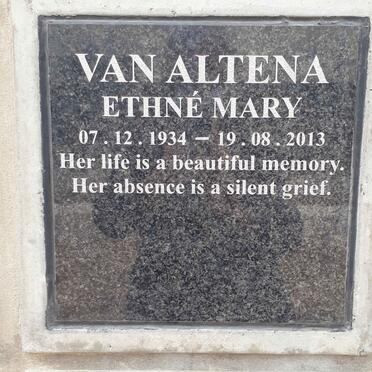 VAN ALTENA
ETHNÉ MARY
07 . 12 . 1934 – 19 . 08 . 2013
Her life is a beautiful memory.
Her absence is a silent grief.